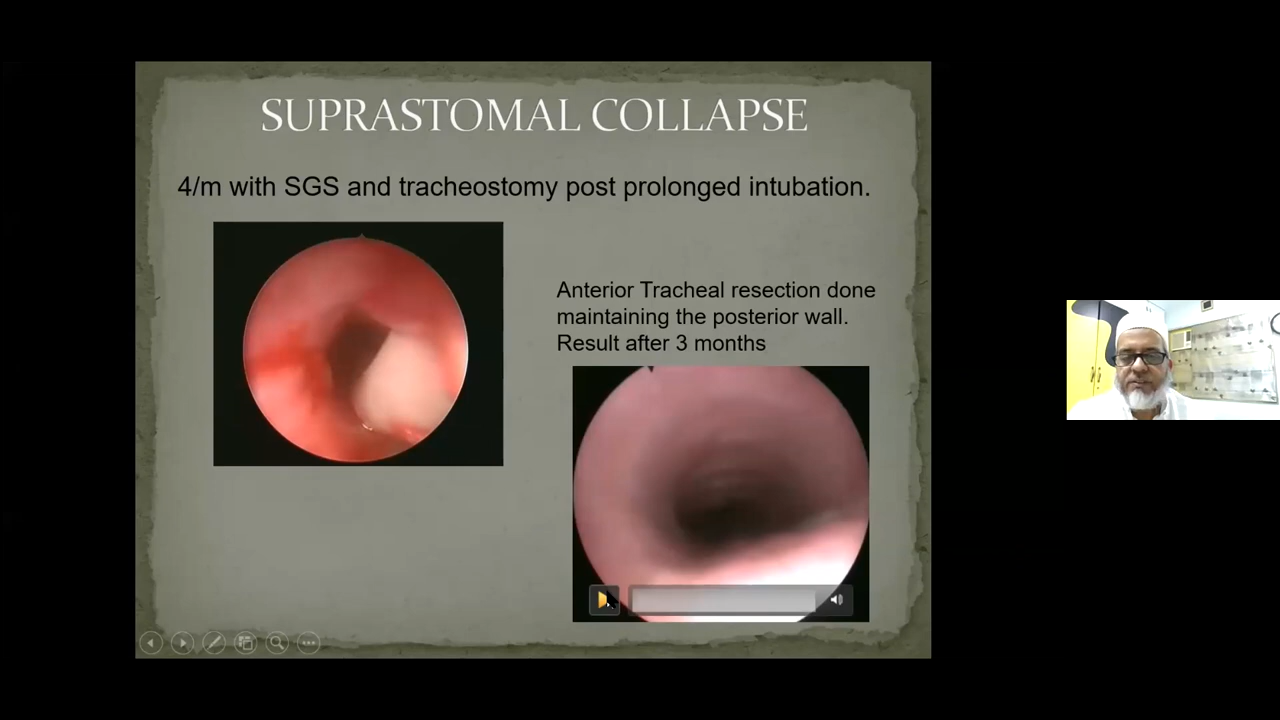 SUPRASTOMAL COLLAPSE
4/m with SGS and tracheostomy post prolonged intubation.
Anterior Tracheal resection done
maintaining the posterior wall.
Result after 3 months